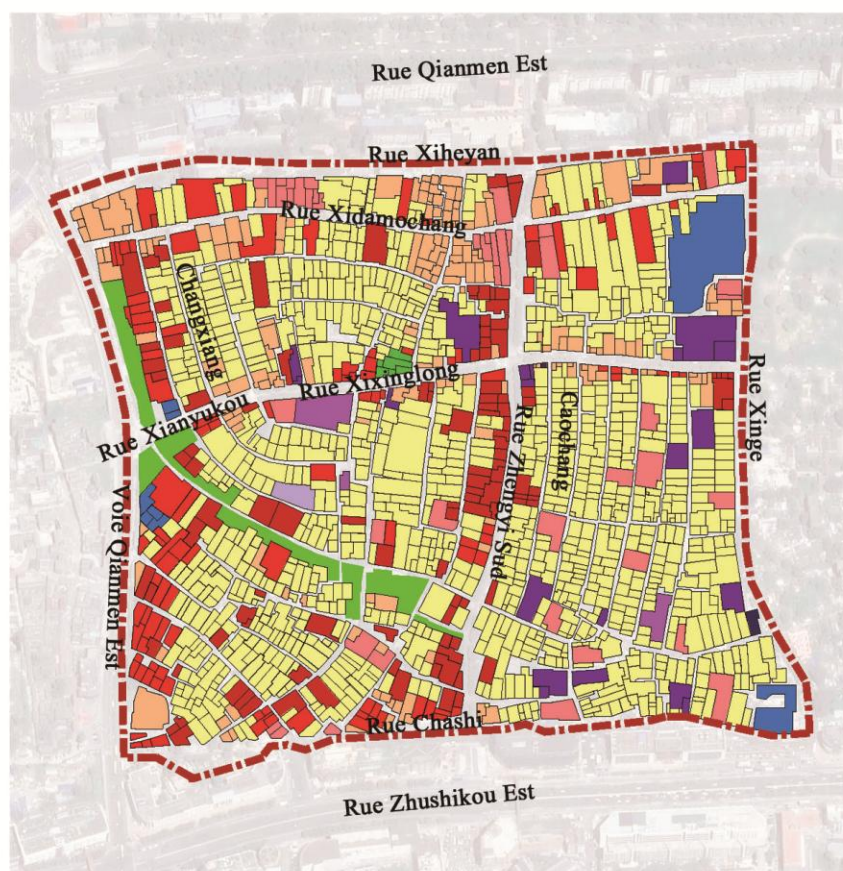 Rue Qianmen Est
Rue Xiheyan
Rue Xidamochang
Changxiang
Rue Xixinglong
Rue Xianyukou
Rue Xinge
Caochang
Rue Zhengyi Sud
Vore Qianmen Est
Rue Chashi
Rue Zhushikou Est